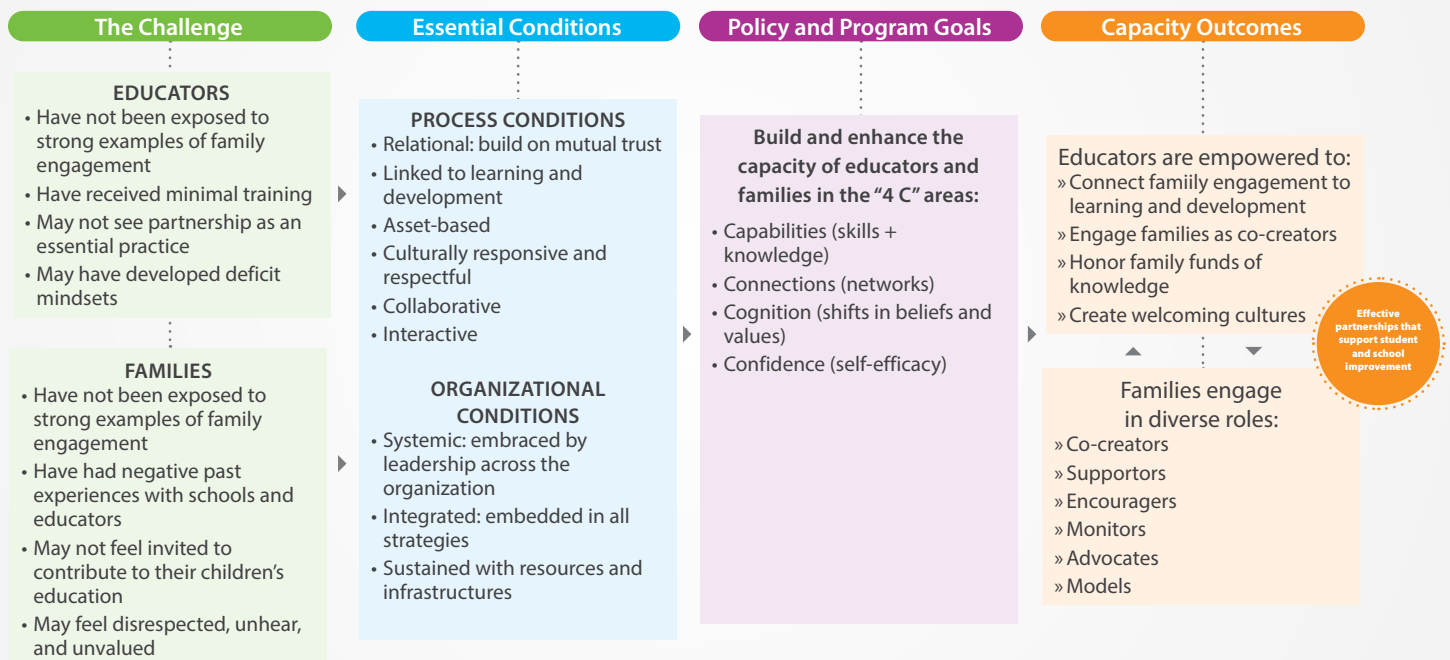 The Challenge
EDUCATORS
• Have not been exposed to
strong examples of family
engagement
• Have received minimal training
• May not see partnership as an
essential practice
• May have developed deficit
mindsets
FAMILIES
• Have not been exposed to
strong examples of family
engagement
• Have had negative past
experiences with schools and
educators
• May not feel invited to
contribute to their children’s
education
• May feel disrespected, unhear,
and unvalued
Essential Conditions
PROCESS CONDITIONS
• Relational: build on mutual trust
• Linked to learning and
development
• Asset-based
• Culturally responsive and
respectful
• Collaborative
• Interactive
ORGANIZATIONAL
CONDITIONS
• Systemic: embraced by
leadership across the
organization
• Integrated: embedded in all
strategies
• Sustained with resources and
infrastructures
Policy and Program Goals
Build and enhance the
capacity of educators and
families in the “4 C” areas:
• Capabilities (skills +
knowledge)
• Connections (networks)
• Cognition (shifts in beliefs and
values)
• Confidence (self-efficacy)
Capacity Outcomes
Educators are empowered to:
» Connect famiily engagement to
learning and development
» Engage families as co-creators
» Honor family funds of
knowledge
» Create welcoming cultures
Families engage
in diverse roles:
» Co-creators
» Supportors
» Encouragers
» Monitors
» Advocates
» Models
Effective
partnerships that
support student
and school
improvement